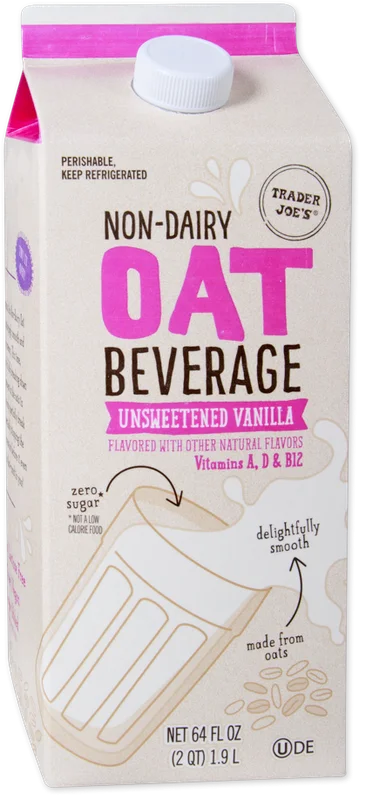 PERISHABLE,
KEEP REFRIGERATED
TRADER
JOE'S®
NON-DAIRY
OAT
BEVERAGE
UNSWEETENED VANILLA
FLAVORED WITH OTHER NATURAL FLAVORS
Vitamins A, D & B12
zero*
sugar
* NOT A LOW
CALORIE FOOD
delightfully
smooth
made from
oats
NET 64 FL OZ
(2 QT) 1.9 L
U DE